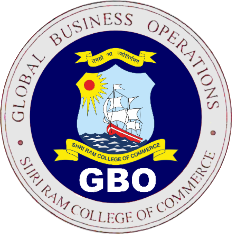 · GLOBAL BUSINESS OPERATIONS ·
SHRI RAM COLLEGE OF COMMERCE
SHRI RAM COLLEGE OF COMMERCE
GBO